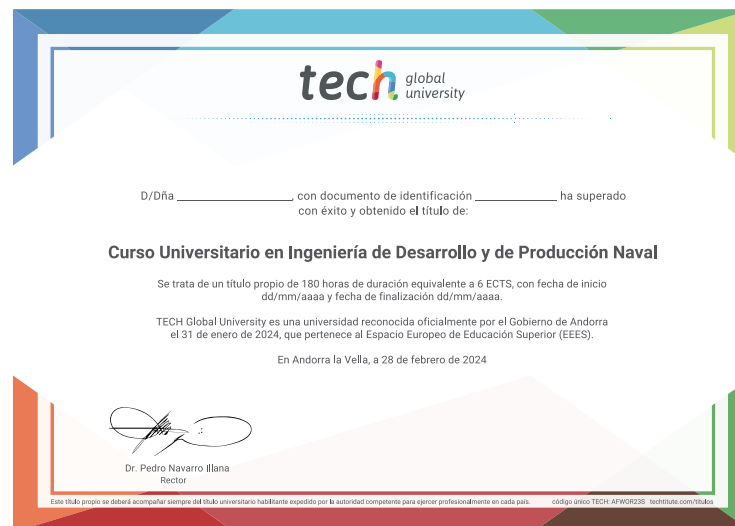 tech global university
D/Dña ____________________, con documento de identificación ______________ ha superado
con éxito y obtenido el título de:
Curso Universitario en Ingeniería de Desarrollo y de Producción Naval
Se trata de un título propio de 180 horas de duración equivalente a 6 ECTS, con fecha de inicio
dd/mm/aaaa y fecha de finalización dd/mm/aaaa.
TECH Global University es una universidad reconocida oficialmente por el Gobierno de Andorra
el 31 de enero de 2024, que pertenece al Espacio Europeo de Educación Superior (EEES).
En Andorra la Vella, a 28 de febrero de 2024
Dr. Pedro Navarro Illana
Rector
Este título propio se deberá acompañar siempre del título universitario habilitante expedido por la autoridad competente para ejercer profesionalmente en cada país. código único TECH: AFWOR23S techtitute.com/titulos